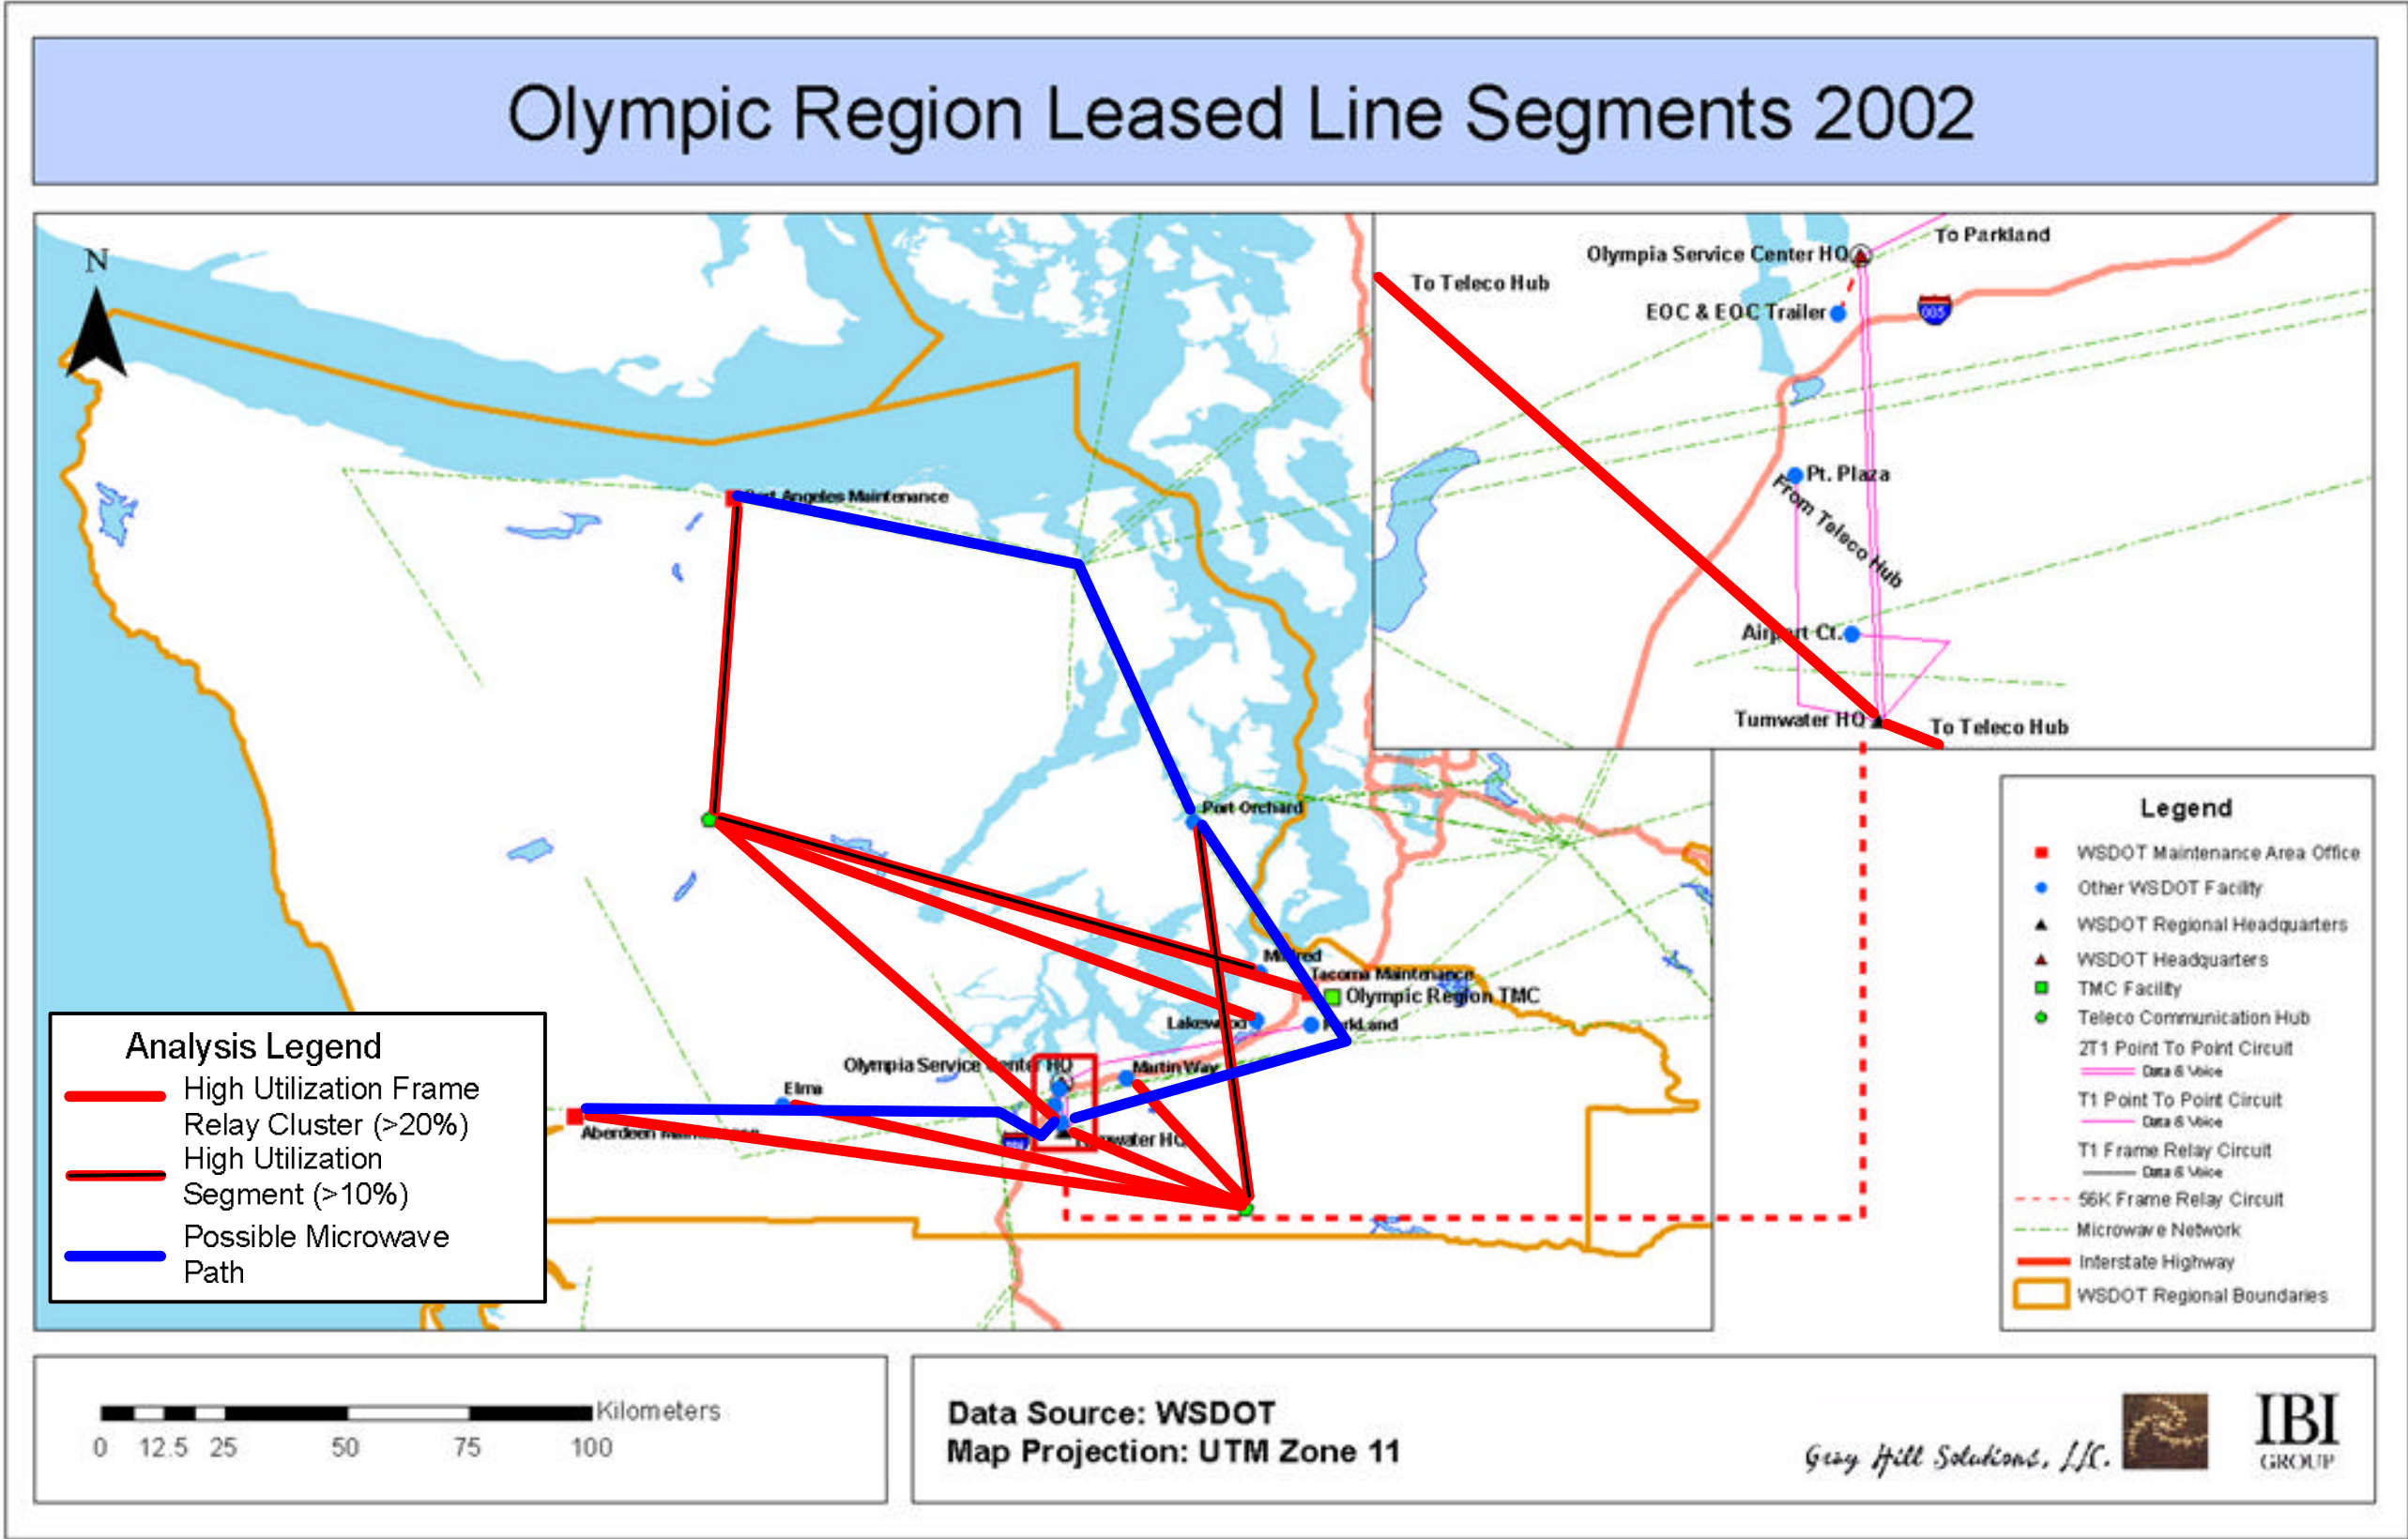 Olympic Region Leased Line Segments 2002
N
To Parkland
Olympia Service Center HQ
To Teleco Hub
EOC & EOC Trailer
005
Pt. Plaza
From Teleco Hub
Airport Ct.
Tumwater HQ
To Teleco Hub
Port Angeles Maintenance
Port Orchard
Mildred
Tacoma Maintenance
Olympic Region TMC
Lakewood
Parkland
Olympia Service Center HQ
Martin Way
Elma
Aberdeen Maintenance
Tumwater HQ
Analysis Legend
High Utilization Frame
Relay Cluster (>20%)
High Utilization
Segment (>10%)
Possible Microwave
Path
Legend
WSDOT Maintenance Area Office
Other WSDOT Facility
WSDOT Regional Headquarters
WSDOT Headquarters
TMC Facility
Teleco Communication Hub
2T1 Point To Point Circuit
Data & Voice
T1 Point To Point Circuit
Data & Voice
T1 Frame Relay Circuit
Data & Voice
56K Frame Relay Circuit
Microwave Network
Interstate Highway
WSDOT Regional Boundaries
Kilometers
0 12.5 25 50 75 100
Data Source: WSDOT
Map Projection: UTM Zone 11
Gray Hill Solutions, LLC.
IBI
GROUP